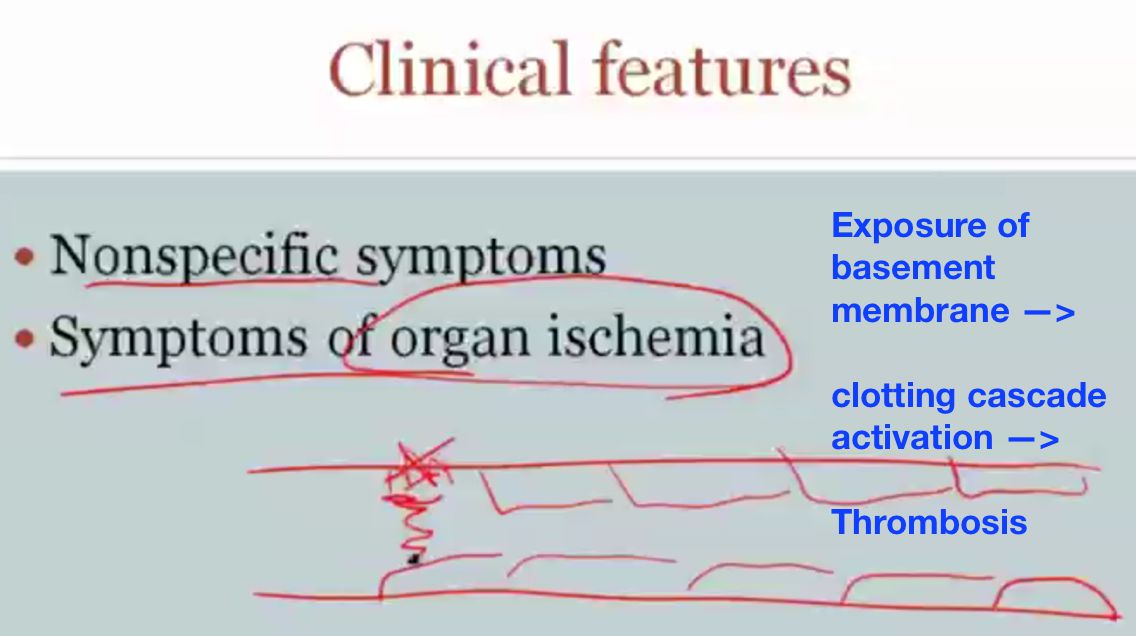 Clinical features
• Nonspecific symptoms
• Symptoms of organ ischemia
Exposure of
basement
membrane —>
clotting cascade
activation —>
Thrombosis